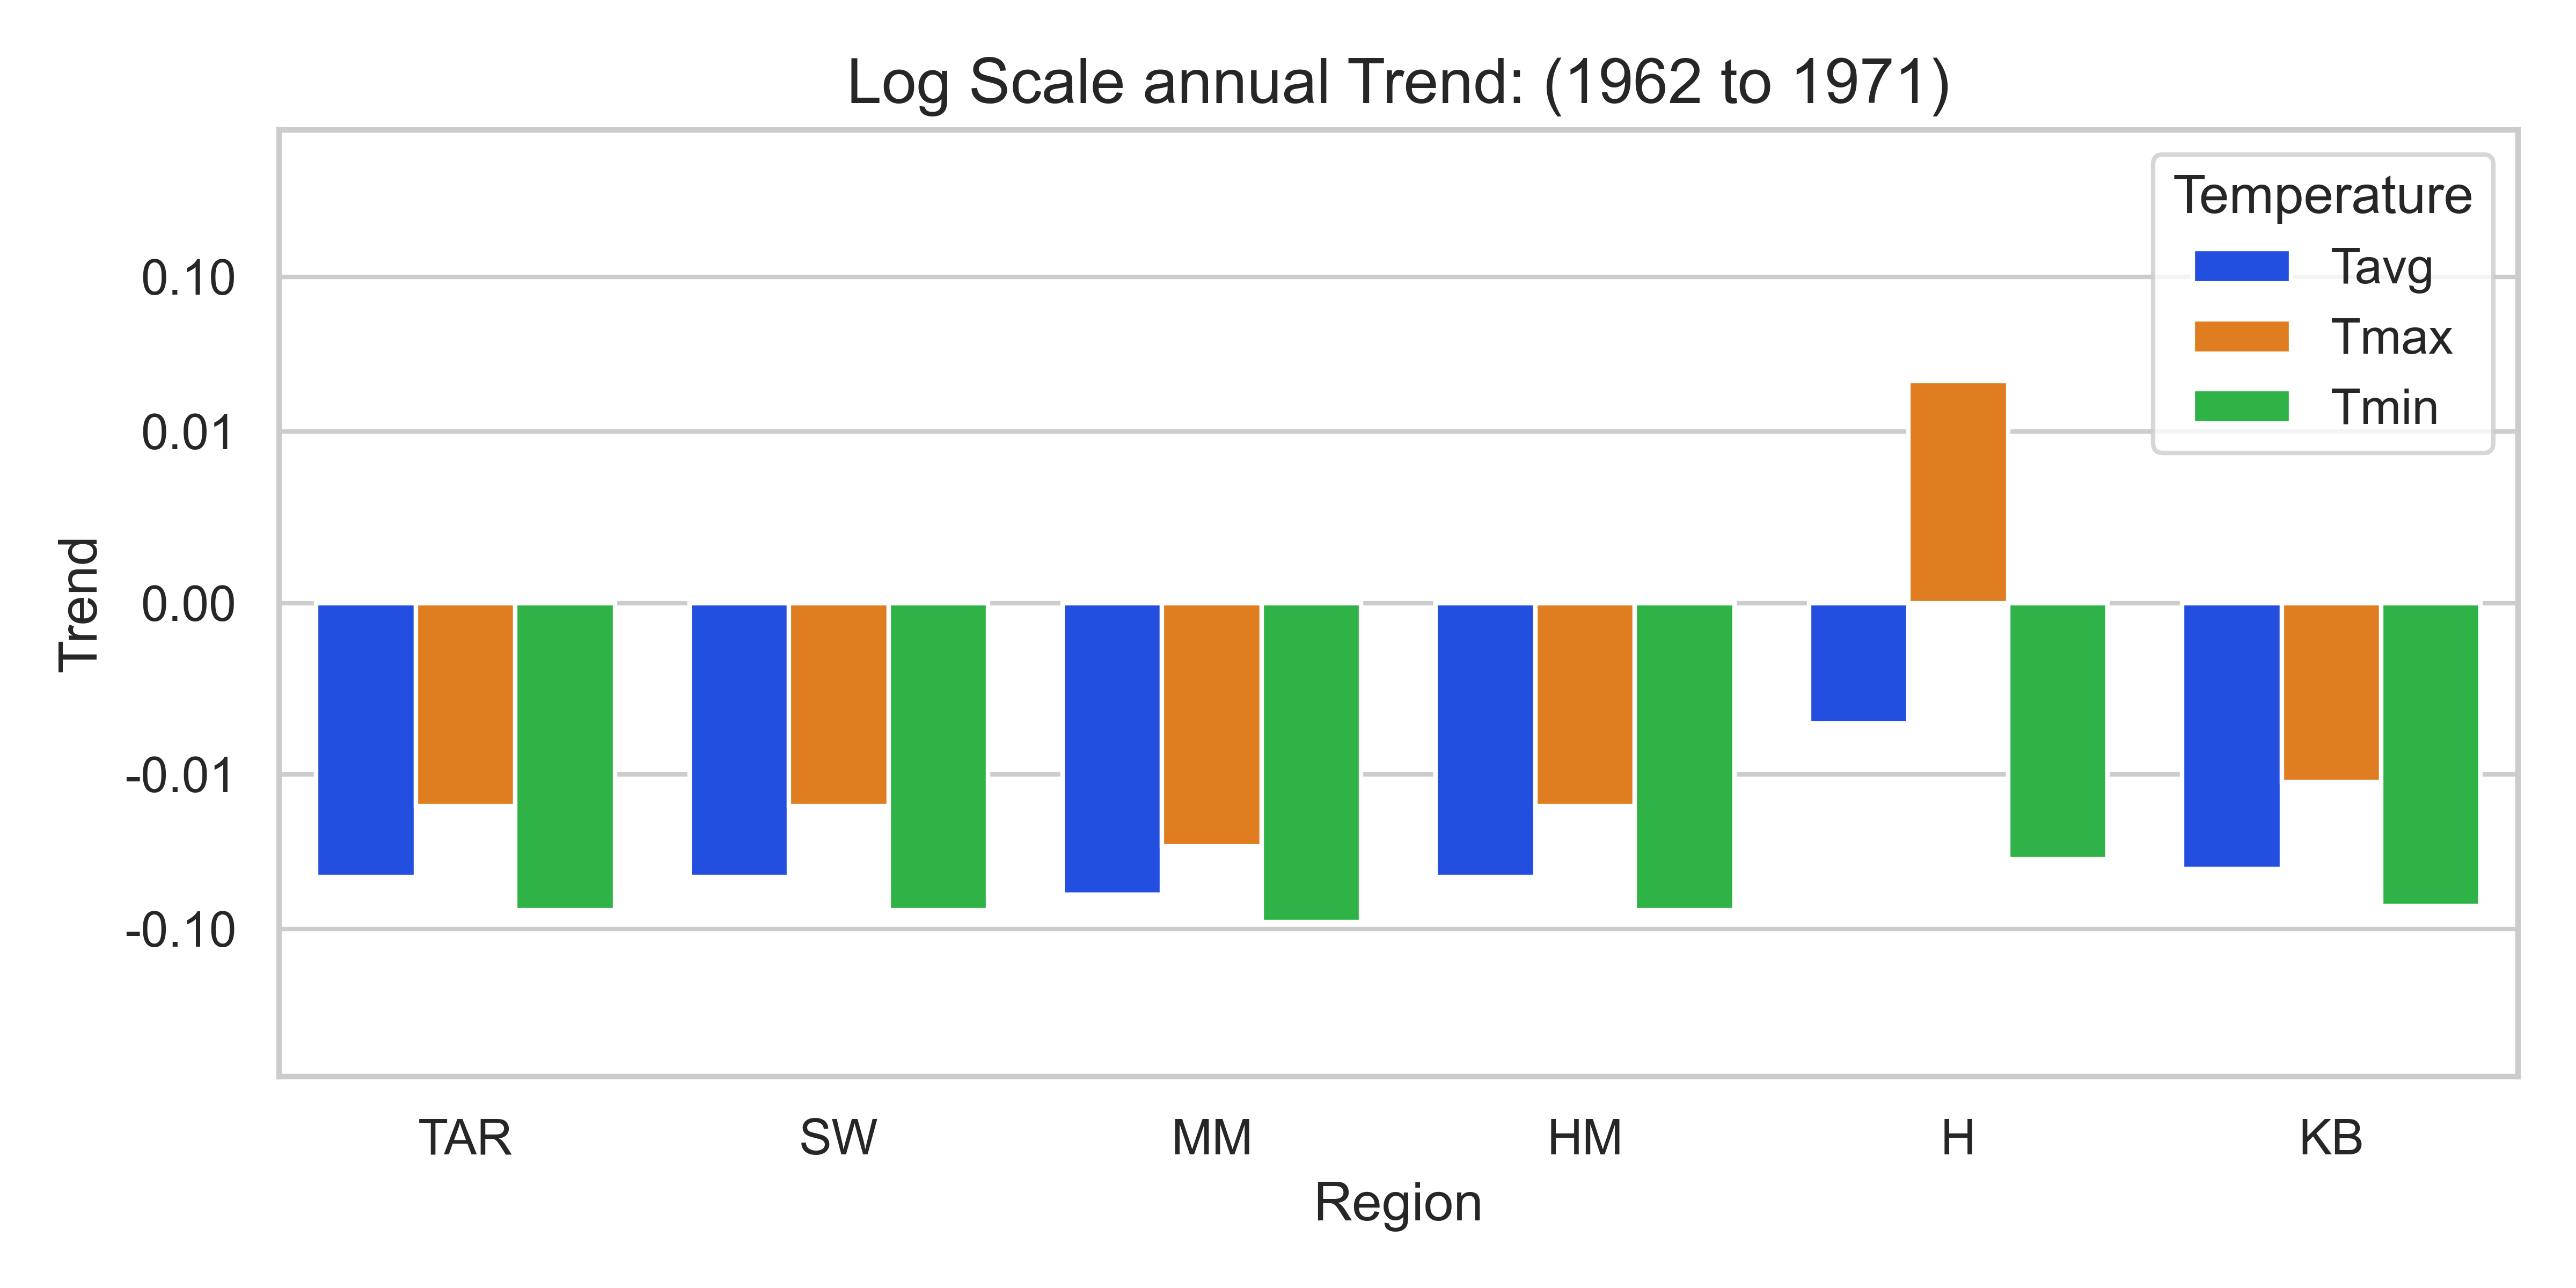 Log Scale annual Trend: (1962 to 1971)
Temperature
Tavg
Tmax
Tmin
0.10
0.01
0.00
-0.01
-0.10
Trend
TAR SW MM HM H KB
Region